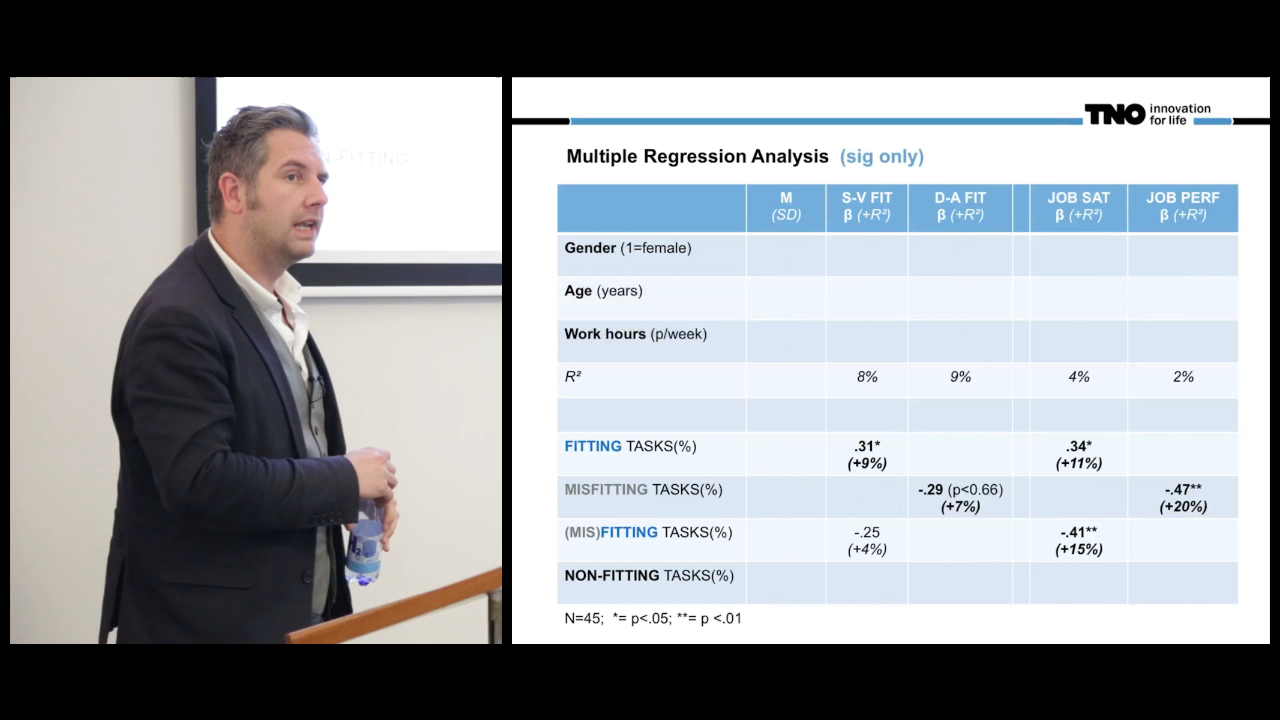 N-FITTING
TNO innovation
for life
Multiple Regression Analysis (sig only)
M S-V FIT D-A FIT JOB SAT JOB PERF
(SD) β (+R²) β (+R²) β (+R²) β (+R²)
Gender (1=female)
Age (years)
Work hours (p/week)
R² 8% 9% 4% 2%
FITTING TASKS(%) .31* .34*
(+9%) (+11%)
MISFITTING TASKS(%) -.29 (p<0.66) -.47**
(+7%) (+20%)
(MIS)FITTING TASKS(%) -.25 -.41**
(+4%) (+15%)
NON-FITTING TASKS(%)
N=45; *= p<.05; **= p <.01